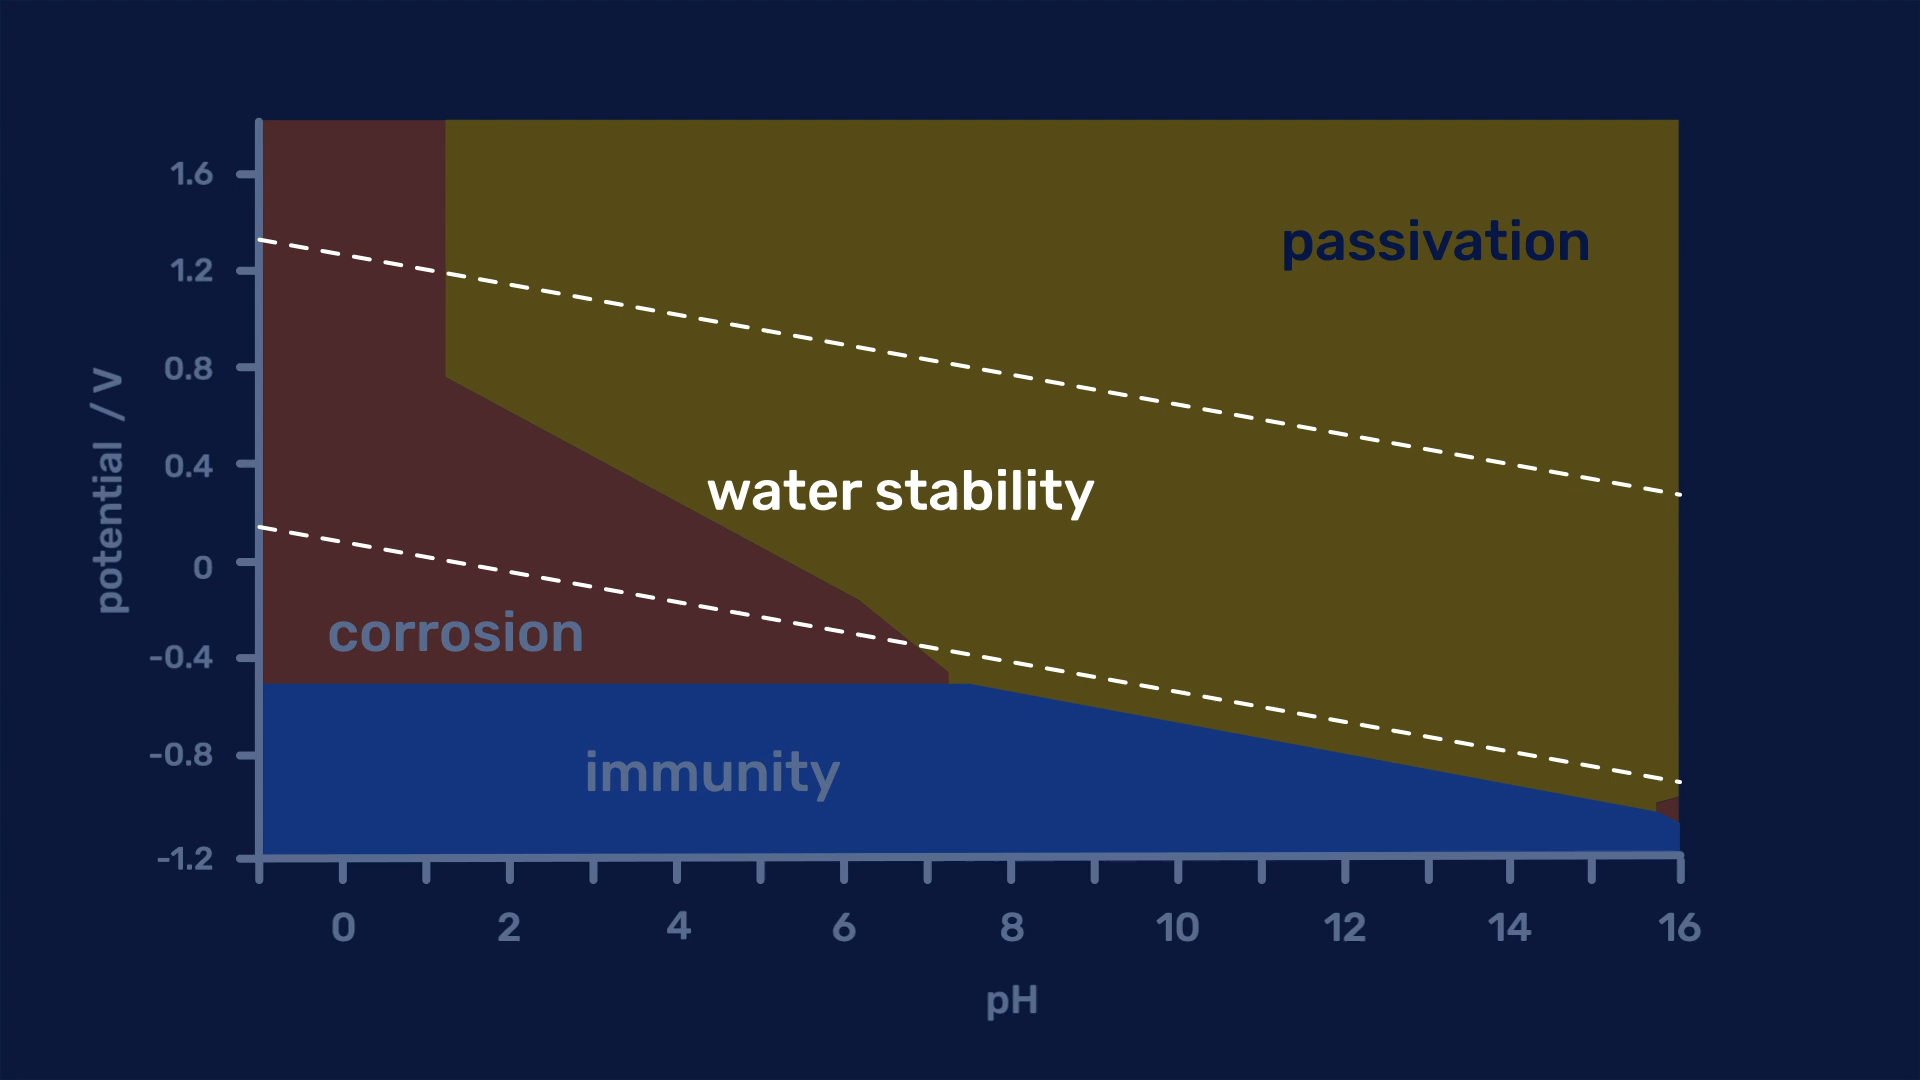 1.6
1.2
0.8
0.4
0
-0.4
-0.8
-1.2
potential / V
passivation
water stability
corrosion
immunity
0 2 4 6 8 10 12 14 16
pH